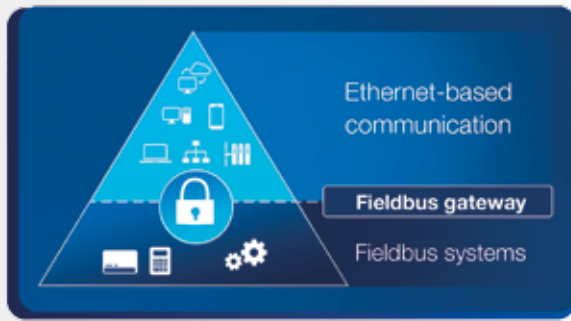 Ethernet-based
communication
Fieldbus gateway
Fieldbus systems